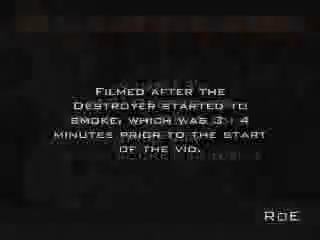 Filmed after the
Destroyer started to
smoke, which was 3 - 4
minutes prior to the start
of the vid.
RoE